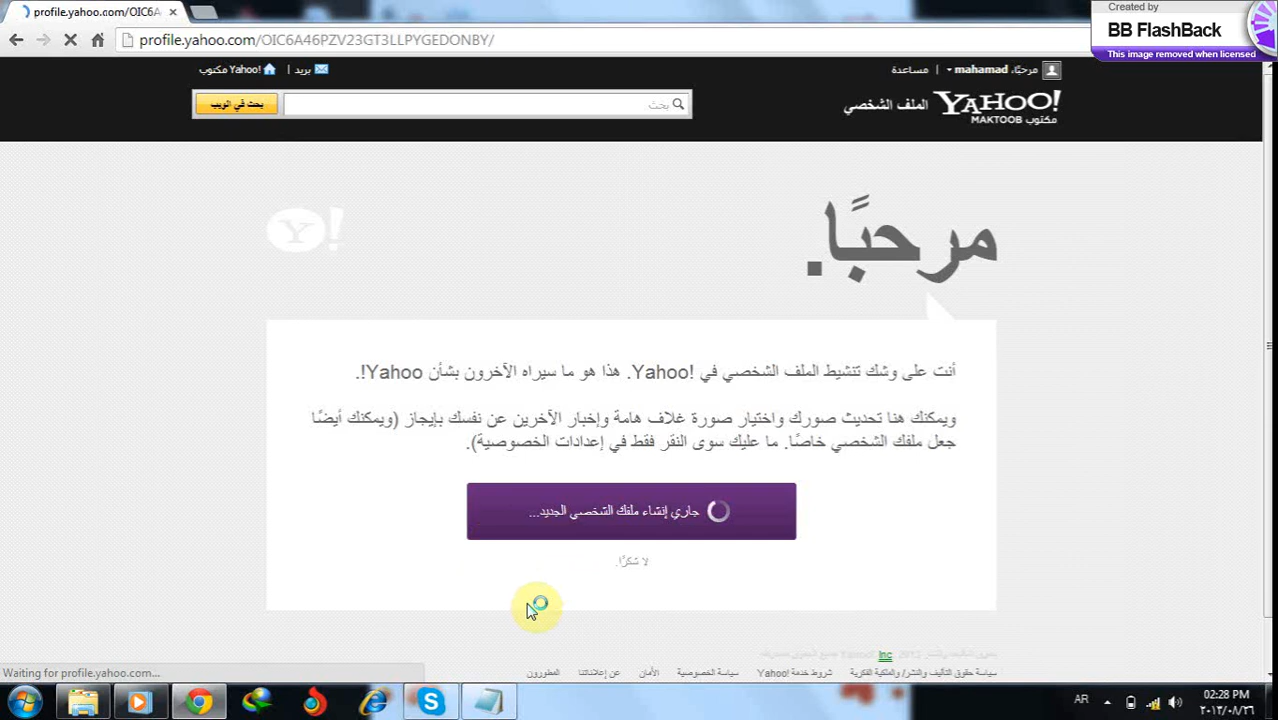 profile.yahoo.com/OIC6A
Created by
BB FlashBack
This image removed when licensed
profile.yahoo.com/OIC6A46PZV23GT3LLPYGEDONBY/
مرحبًا، mahamad
مساعدة
بريد
Yahoo! مكتوب
YAHOO!
MAKTOOB مكتوب
الملف الشخصي
بحث
بحث في الويب
مرحبًا.
Y!
أنت على وشك تنشيط الملف الشخصي في Yahoo!. هذا هو ما سيراه الآخرون بشأن Yahoo!.
ويمكنك هنا تحديث صورك واختيار صورة غلاف هامة وإخبار الآخرين عن نفسك بإيجاز (ويمكنك أيضًا
جعل ملفك الشخصي خاصًا. ما عليك سوى النقر فقط في إعدادات الخصوصية).
جاري إنشاء ملفك الشخصي الجديد...
لا شكرًا.
Inc
سياسة حقوق التأليف والنشر/ والملكية الفكرية
شروط خدمة Yahoo!
سياسة الخصوصية
الأمان
عن إعلاناتنا
المطورون
Waiting for profile.yahoo.com...
AR
02:28 PM
٢٠١٣/٠٨/٢٦